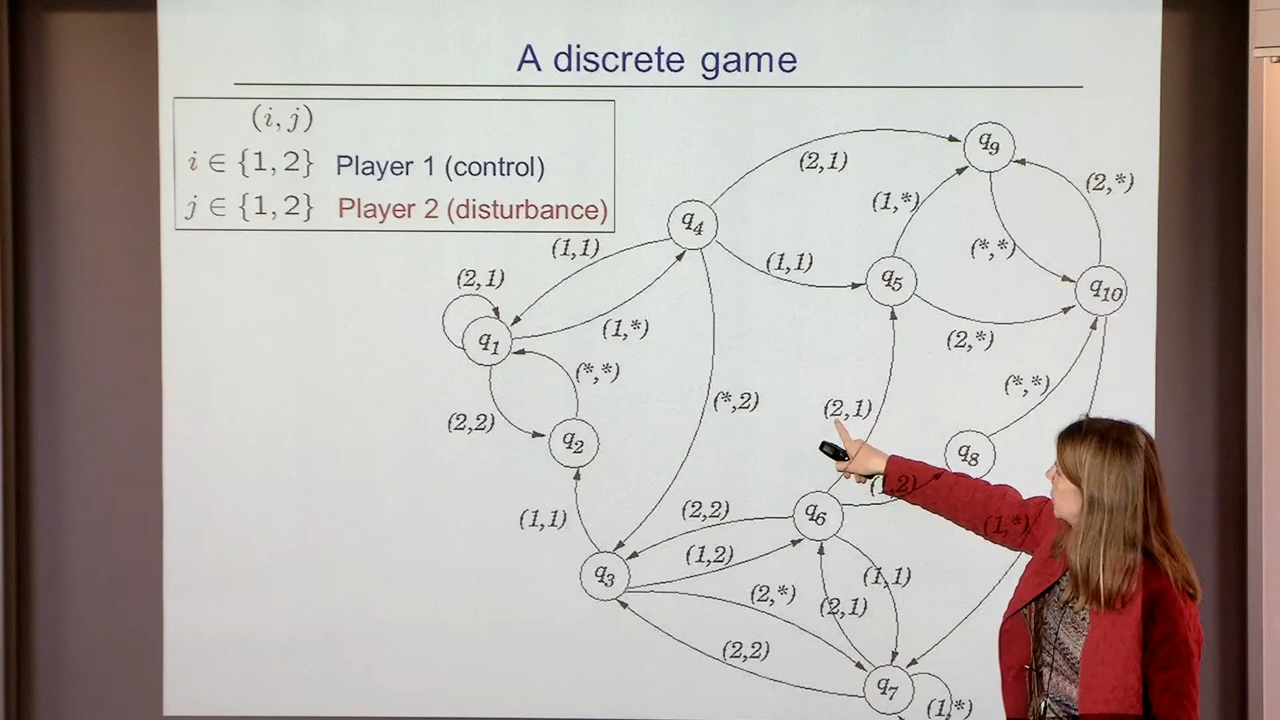 A discrete game
(i, j)
i ∈ {1, 2} Player 1 (control)
j ∈ {1, 2} Player 2 (disturbance)
q9
(2,1)
(2,*)
(1,*)
q4
(1,1)
(*,*)
(1,1)
q5
q10
(2,1)
(1,*)
q1
(2,*)
(*,*)
(*,*)
(*,2)
(2,1)
(2,2)
q2
q8
(1,2)
(2,2)
q6
(1,1)
(1,*)
(1,2)
q3
(1,1)
(2,*)
(2,1)
(2,2)
q7
(1,*)